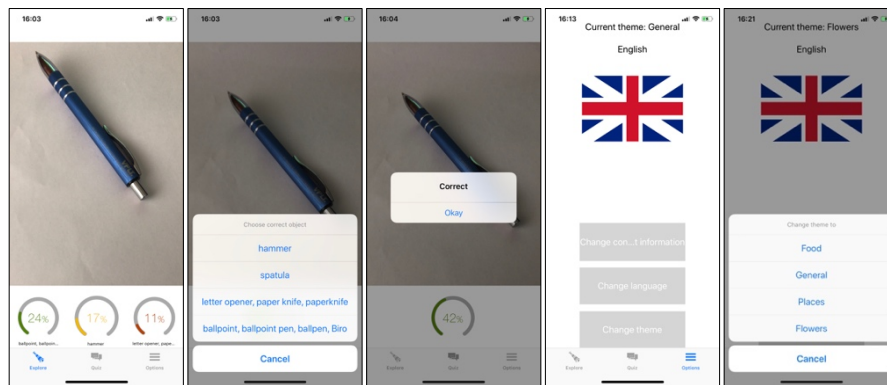 16:03
24%
17%
11%
ballpoint, ballpoin...
hammer
letter opener, pape...
Explore
Quiz
Options
16:03
Choose correct object
hammer
spatula
letter opener, paper knife, paperknife
ballpoint, ballpoint pen, ballpen, Biro
Cancel
16:04
Correct
Okay
42%
Explore
Quiz
Options
16:13
Current theme: General
English
Change con...t information
Change language
Change theme
Explore
Quiz
Options
16:21
Current theme: Flowers
English
Change theme to
Food
General
Places
Flowers
Cancel